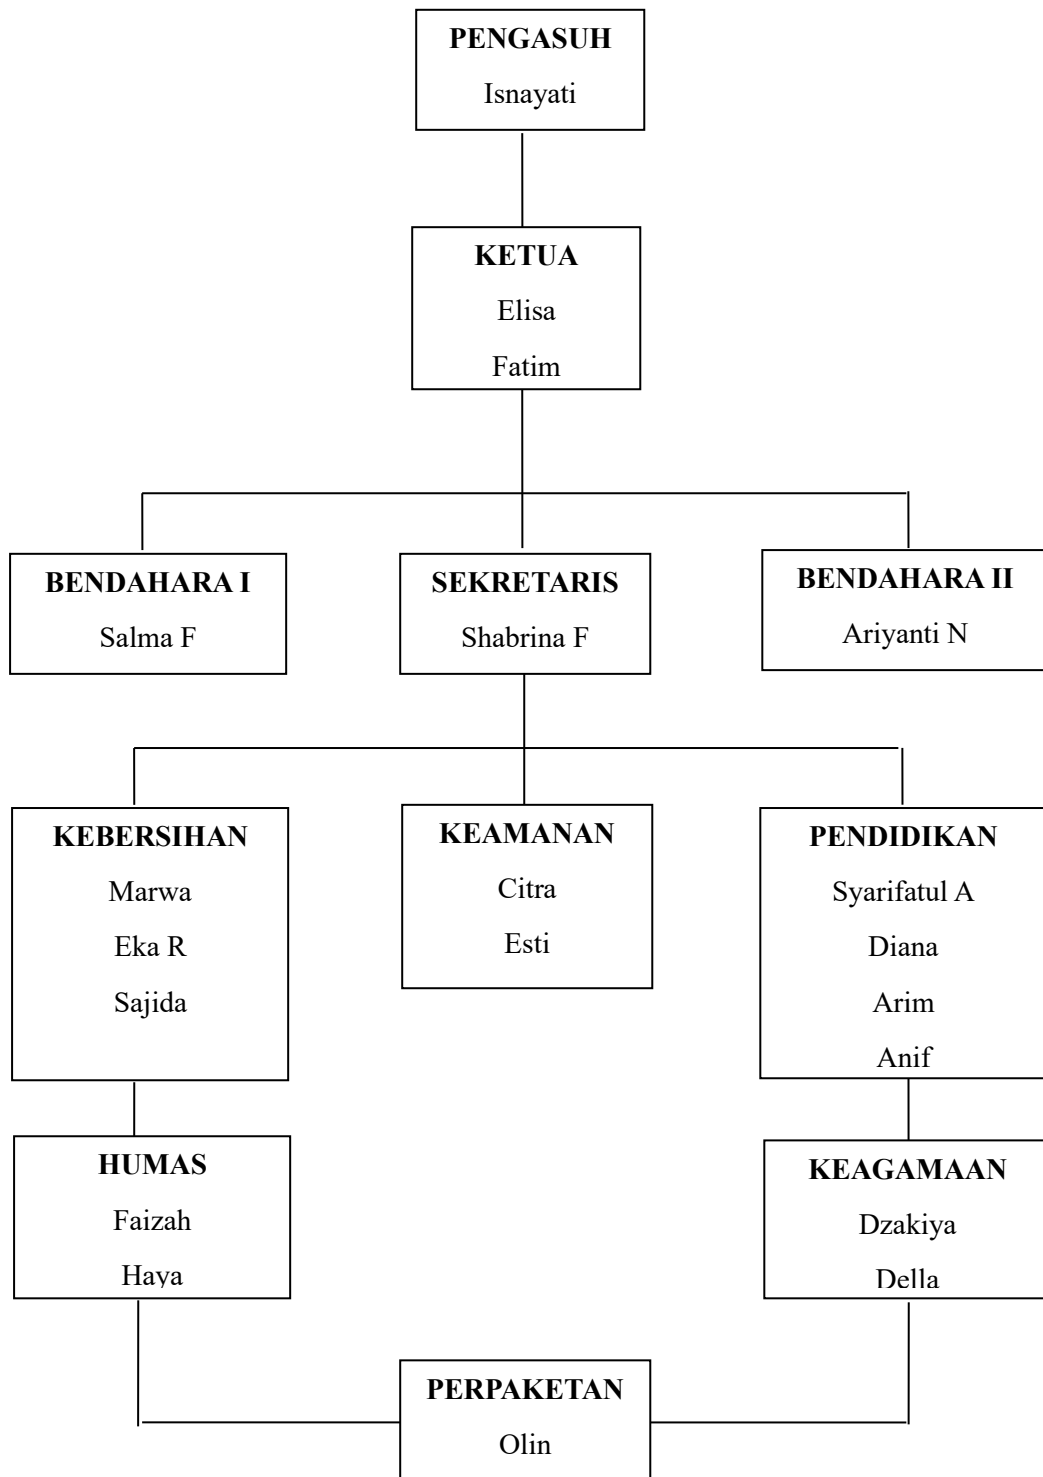 PENGASUH
Isnayati
KETUA
Elisa
Fatim
BENDAHARA I
Salma F
SEKRETARIS
Shabrina F
BENDAHARA II
Ariyanti N
KEBERSIHAN
Marwa
Eka R
Sajida
KEAMANAN
Citra
Esti
PENDIDIKAN
Syarifatul A
Diana
Arim
Anif
HUMAS
Faizah
Haya
KEAGAMAAN
Dzakiya
Della
PERPAKETAN
Olin